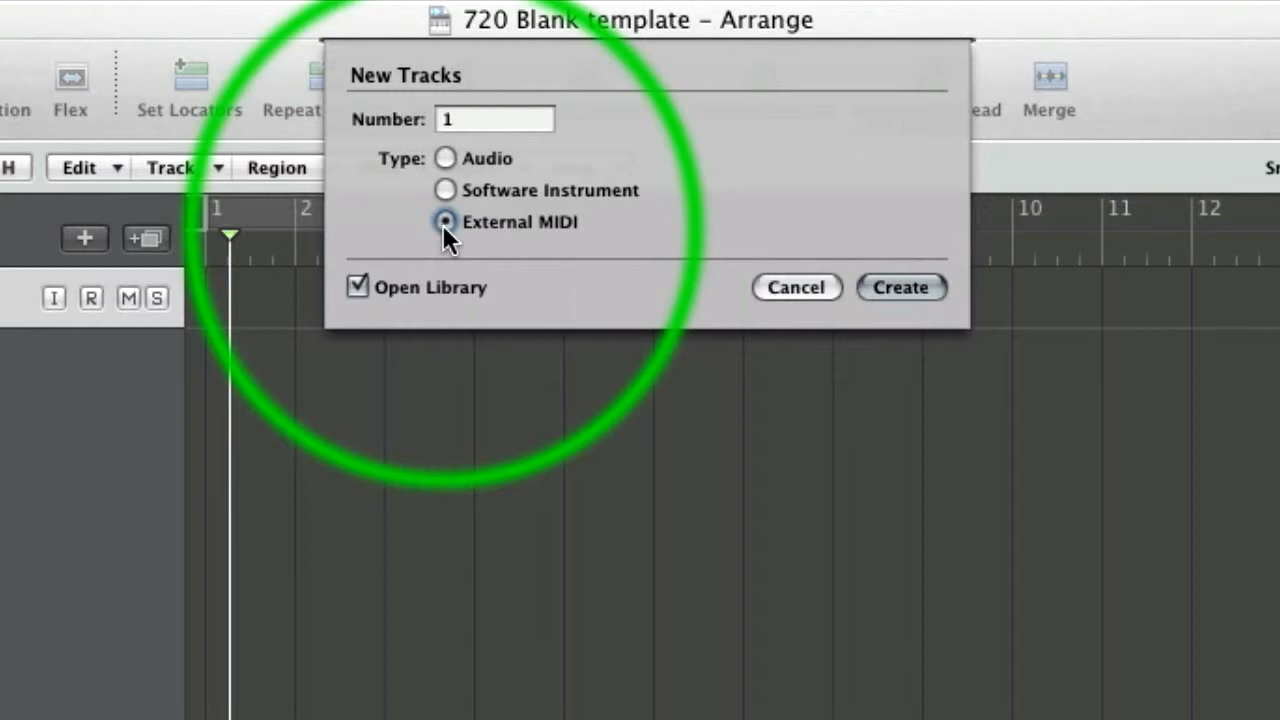 720 Blank template – Arrange
tion Flex Set Locators Repeat ead Merge
New Tracks
Number: 1
Type: Audio
Software Instrument
External MIDI
Open Library Cancel Create
H Edit Track Region Sn
1 2 10 11 12
I R M S